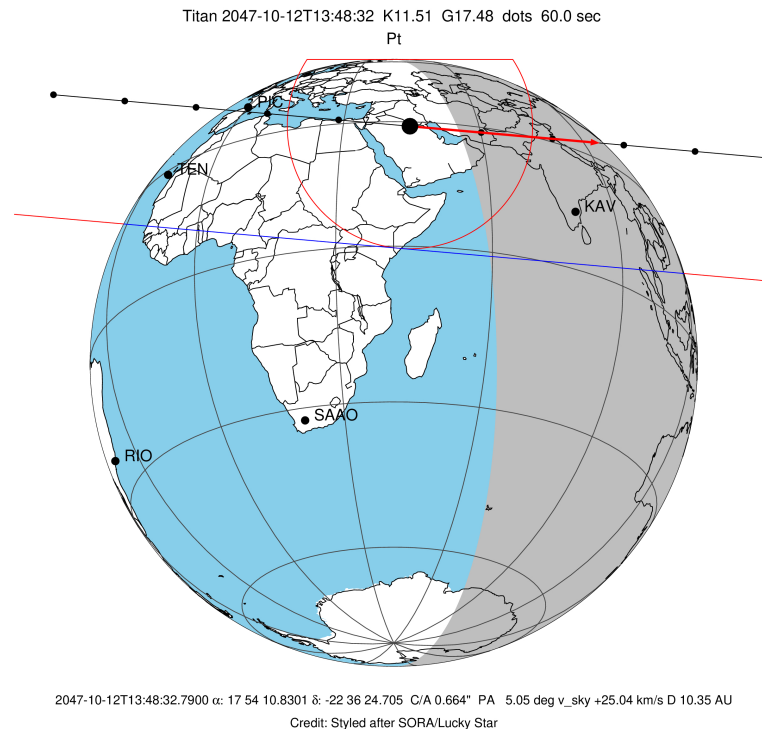 Titan 2047-10-12T13:48:32  K11.51  G17.48  dots  60.0 sec
Pt
PIC
TEN
KAV
SAAO
RIO
2047-10-12T13:48:32.7900 α: 17 54 10.8301 δ: -22 36 24.705  C/A 0.664"  PA   5.05 deg v_sky +25.04 km/s D 10.35 AU
Credit: Styled after SORA/Lucky Star